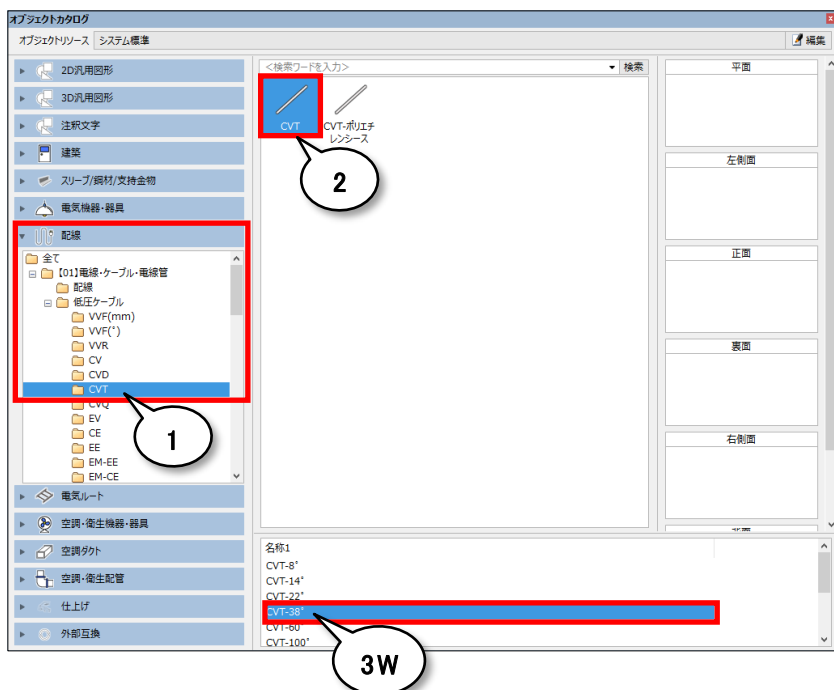 オブジェクトカタログ
オブジェクトリソース システム標準
編集
2D汎用図形
3D汎用図形
注釈文字
建築
スリーブ/鋼材/支持金物
電気機器・器具
配線
全て
【01】電線・ケーブル・電線管
配線
低圧ケーブル
VVF(mm)
VVF(°)
VVR
CV
CVD
CVT
CVQ
EV
CE
EE
EM-EE
EM-CE
1
電気ルート
空調・衛生機器・器具
空調ダクト
空調・衛生配管
仕上げ
外部互換
<検索ワードを入力>
検索
CVT
CVT-ポリエチ
レンシース
2
平面
左側面
正面
裏面
右側面
名称1
CVT-8°
CVT-14°
CVT-22°
CVT-38°
CVT-60
CVT-100°
3W